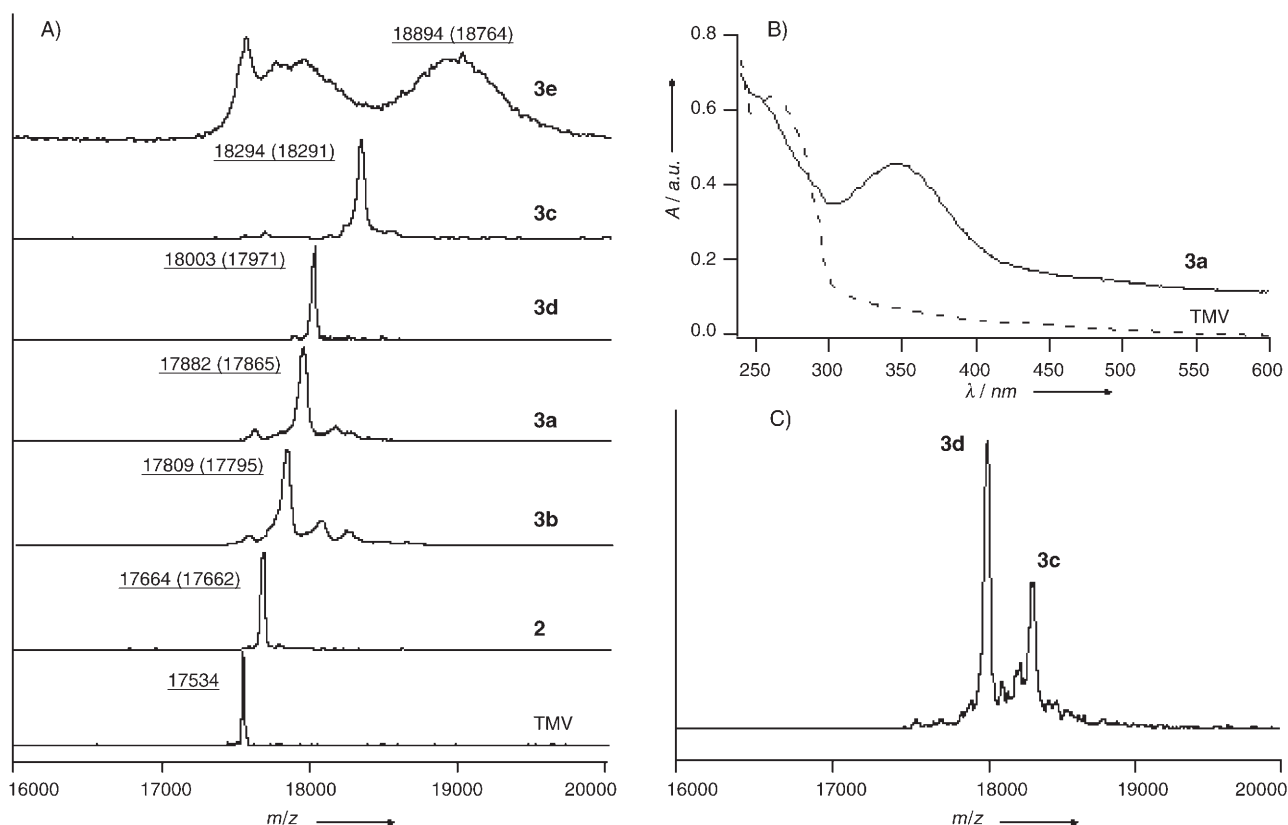 A)
18894 (18764)
3e
18294 (18291)
3c
18003 (17971)
3d
17882 (17865)
3a
17809 (17795)
3b
17664 (17662)
2
17534
TMV
16000 17000 18000 19000 20000
m/z
B)
0.8
0.6
0.4
0.2
0.0
A / a.u.
3a
TMV
250 300 350 400 450 500 550 600
λ / nm
C)
3d
3c
16000 17000 18000 19000 20000
m/z